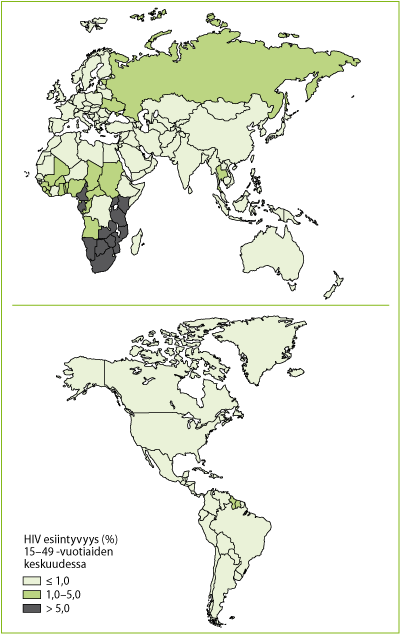 HIV esiintyvyys (%)
15–49 -vuotiaiden
keskuudessa
≤ 1,0
1,0–5,0
> 5,0